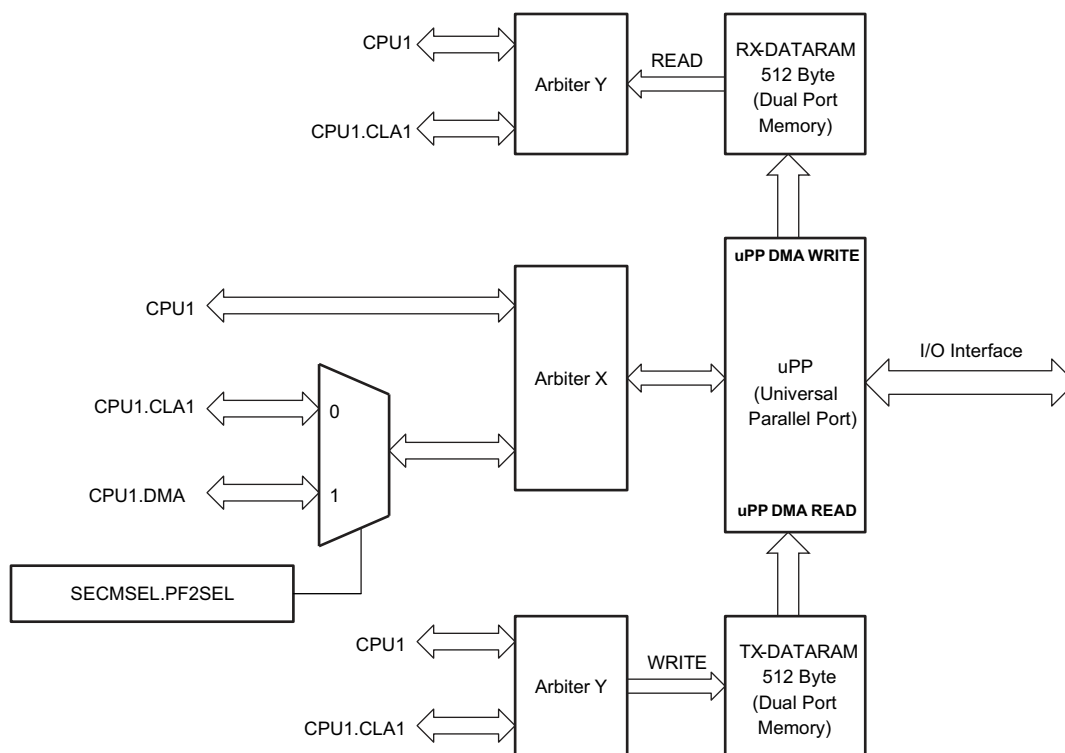 CPU1
CPU1.CLA1
Arbiter Y
READ
RX-DATARAM
512 Byte
(Dual Port
Memory)
CPU1
CPU1.CLA1
0
CPU1.DMA
1
SECMSEL.PF2SEL
Arbiter X
uPP DMA WRITE
uPP
(Universal
Parallel Port)
uPP DMA READ
I/O Interface
CPU1
CPU1.CLA1
Arbiter Y
WRITE
TX-DATARAM
512 Byte
(Dual Port
Memory)